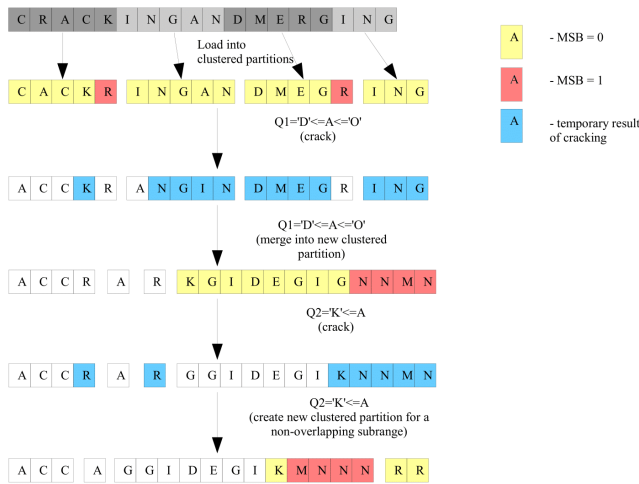 C R A C K I N G A N D M E R G I N G
Load into
clustered partitions
C A C K R I N G A N D M E G R I N G
Q1='D'<=A<='O'
(crack)
A C C K R A N G I N D M E G R I N G
Q1='D'<=A<='O'
(merge into new clustered
partition)
A C C R A R K G I D E G I G N N M N
Q2='K'<=A
(crack)
A C C R A R G G I D E G I K N N M N
Q2='K'<=A
(create new clustered partition for a
non-overlapping subrange)
A C C A G G I D E G I K M N N N R R
A - MSB = 0
A - MSB = 1
A - temporary result
of cracking